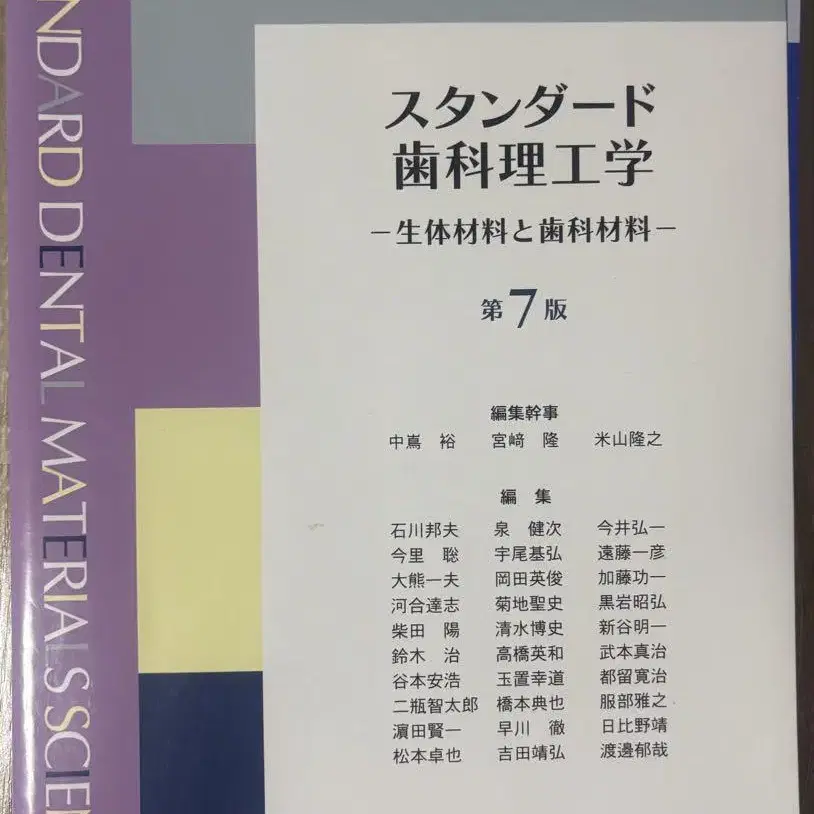 NDARD DENTAL MATERIALS SCIEN
スタンダード
歯科理工学
−生体材料と歯科材料−
第7版
編集幹事
中嶌　裕　宮﨑　隆　米山隆之
編　集
石川邦夫　泉　健次　今井弘一
今里　聡　宇尾基弘　遠藤一彦
大熊一夫　岡田英俊　加藤功一
河合達志　菊地聖史　黒岩昭弘
柴田　陽　清水博史　新谷明一
鈴木　治　高橋英和　武本真治
谷本安浩　玉置幸道　都留寛治
二瓶智太郎　橋本典也　服部雅之
濵田賢一　早川　徹　日比野靖
松本卓也　吉田靖弘　渡邊郁哉